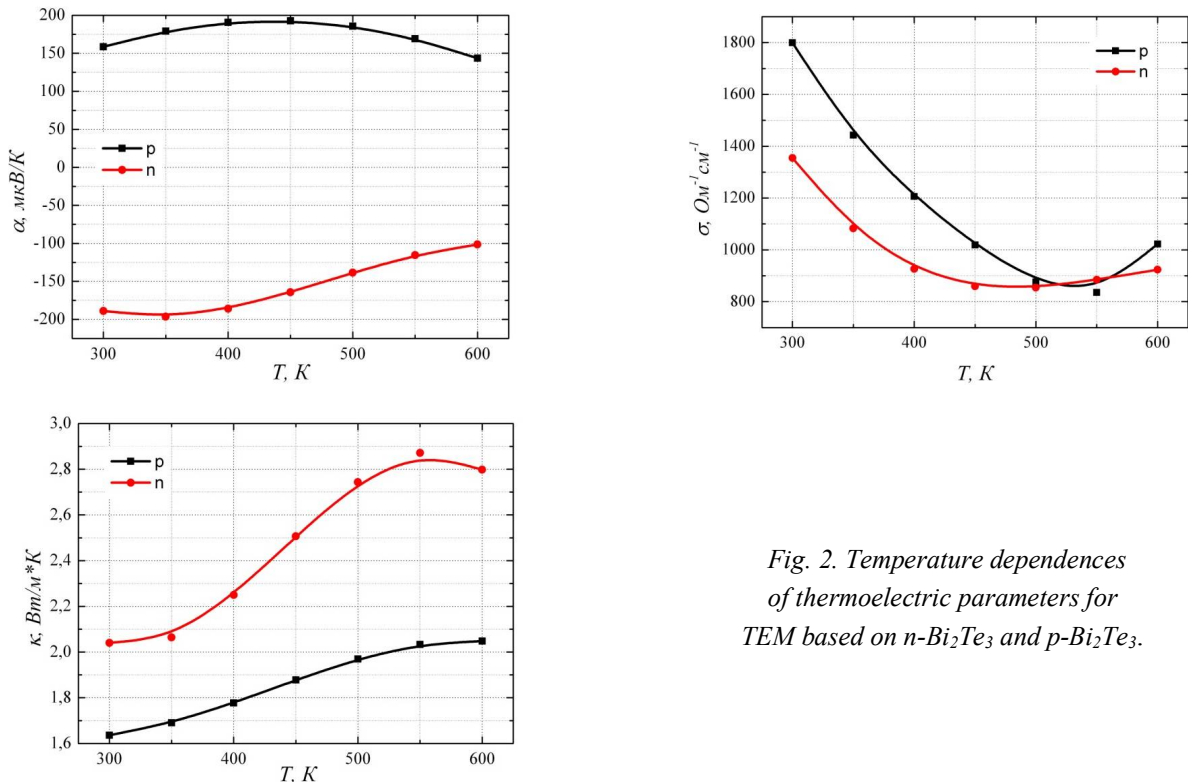 200
150
100
50
0
-50
-100
-150
-200
α, мкВ/К
p
n
300
400
500
600
T, К
1800
1600
1400
1200
1000
800
σ, Ом⁻¹см⁻¹
p
n
300
400
500
600
T, К
3,0
2,8
2,6
2,4
2,2
2,0
1,8
1,6
κ, Вт/м*К
p
n
300
400
500
600
T, К
Fig. 2. Temperature dependences
of thermoelectric parameters for
TEM based on n-Bi₂Te₃ and p-Bi₂Te₃.